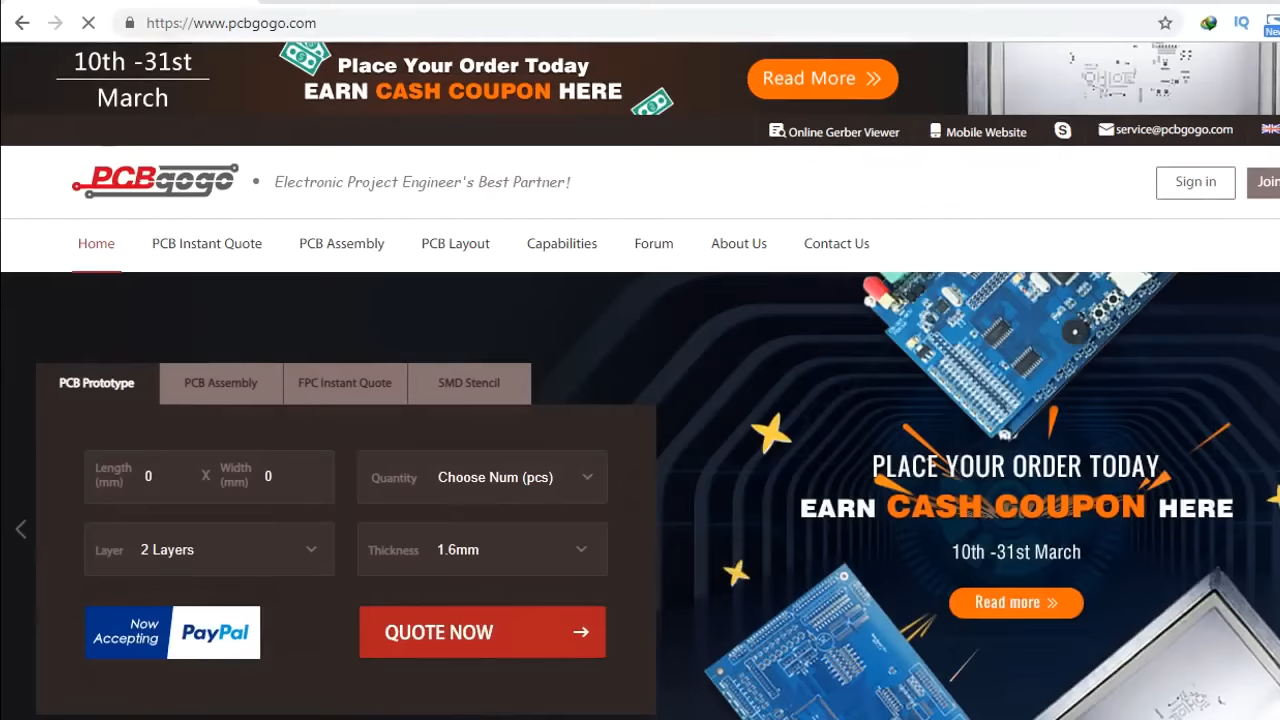 https://www.pcbgogo.com
IQ
New
10th -31st
March
Place Your Order Today
EARN CASH COUPON HERE
Read More
Online Gerber Viewer
Mobile Website
service@pcbgogo.com
PCBgogo
Electronic Project Engineer's Best Partner!
Sign in
Join
Home
PCB Instant Quote
PCB Assembly
PCB Layout
Capabilities
Forum
About Us
Contact Us
PCB Prototype
PCB Assembly
FPC Instant Quote
SMD Stencil
Length (mm) 0 X Width (mm) 0
Quantity Choose Num (pcs)
Layer 2 Layers
Thickness 1.6mm
Now Accepting PayPal
QUOTE NOW
PLACE YOUR ORDER TODAY
EARN CASH COUPON HERE
10th -31st March
Read more